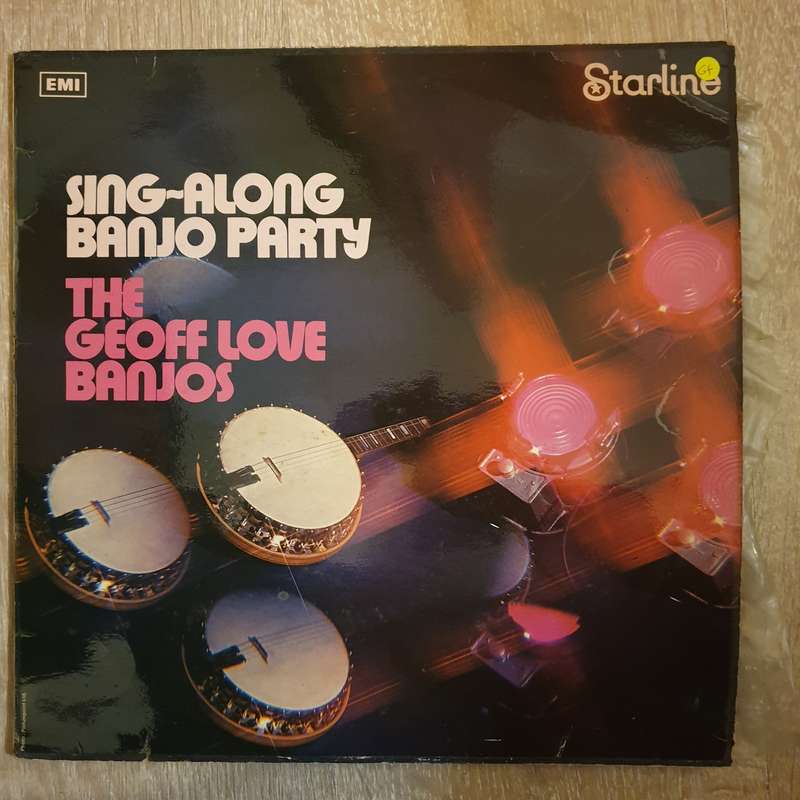 EMI
Starline
G+
SING~ALONG
BANJO PARTY
THE
GEOFF LOVE
BANJOS